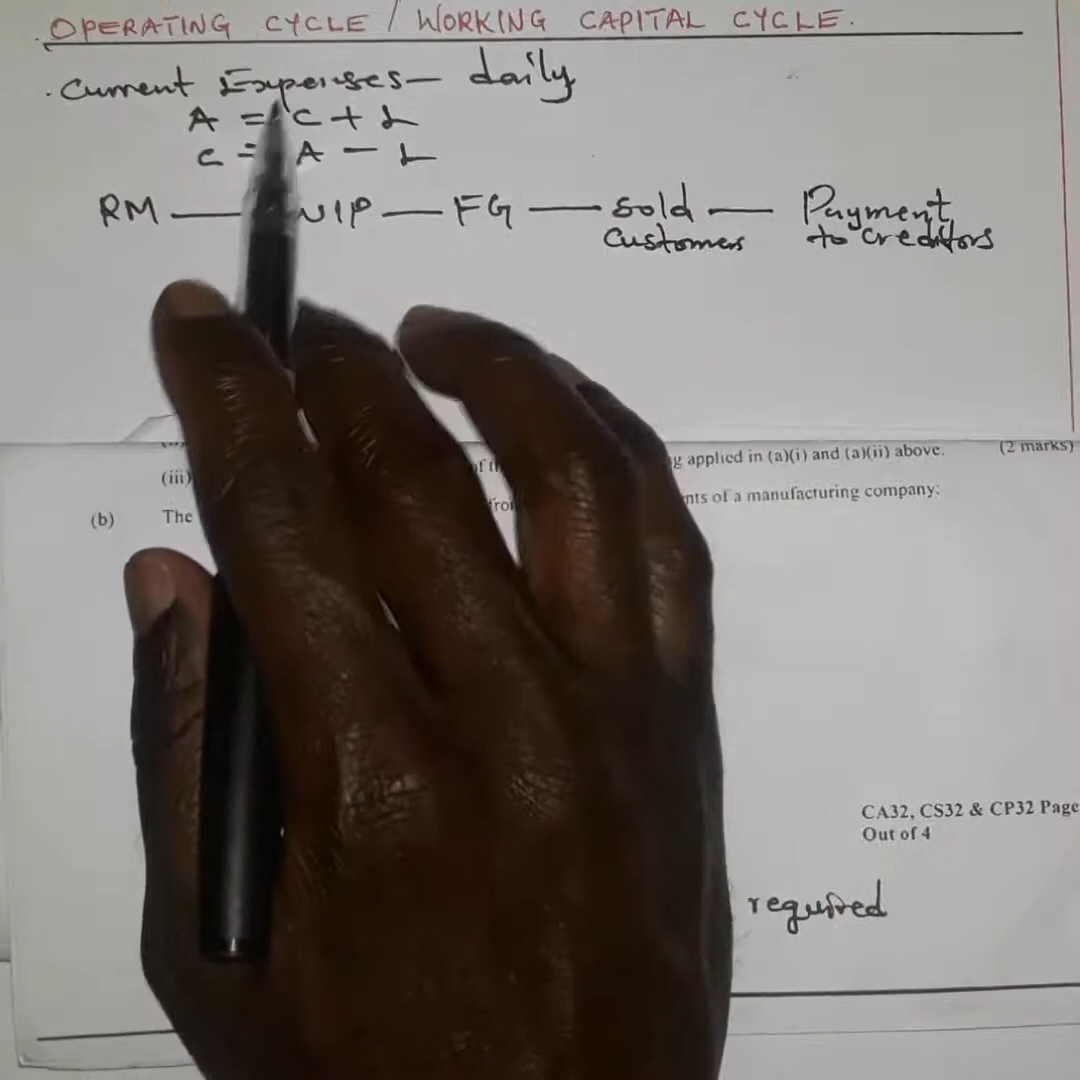 OPERATING CYCLE / WORKING CAPITAL CYCLE.
. Current Expenses — daily
A = C + L
C = A - L
RM — WIP — FG — Sold — Payment
Customers to creditors
(iii) g applied in (a)(i) and (a)(ii) above. (2 marks)
(b) The nts of a manufacturing company:
CA32, CS32 & CP32 Page
Out of 4
required